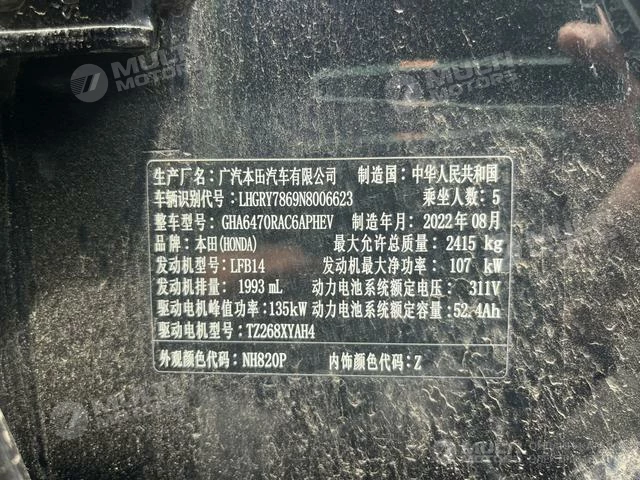 MULTI MOTORS
MULTI MOTORS
生产厂名：广汽本田汽车有限公司 制造国：中华人民共和国
车辆识别代号：LHGRY7869N8006623 乘坐人数：5
整车型号：GHA6470RAC6APHEV 制造年月：2022年08月
品牌：本田(HONDA) 最大允许总质量：2415 kg
发动机型号：LFB14 发动机最大净功率：107 kW
发动机排量：1993 mL 动力电池系统额定电压：311V
驱动电机峰值功率：135kW 动力电池系统额定容量：52.4Ah
驱动电机型号：TZ268XYAH4
外观颜色代码：NH820P 内饰颜色代码：Z
MULTI MOTORS
MULTI MOTORS